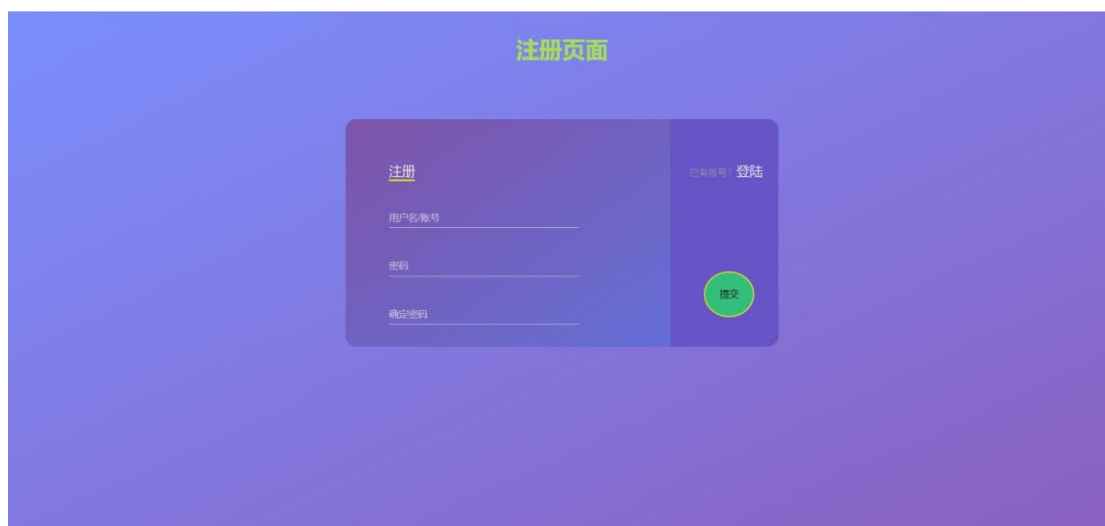 注册页面
注册
已有账号? 登陆
用户名/账号
密码
提交
确定密码